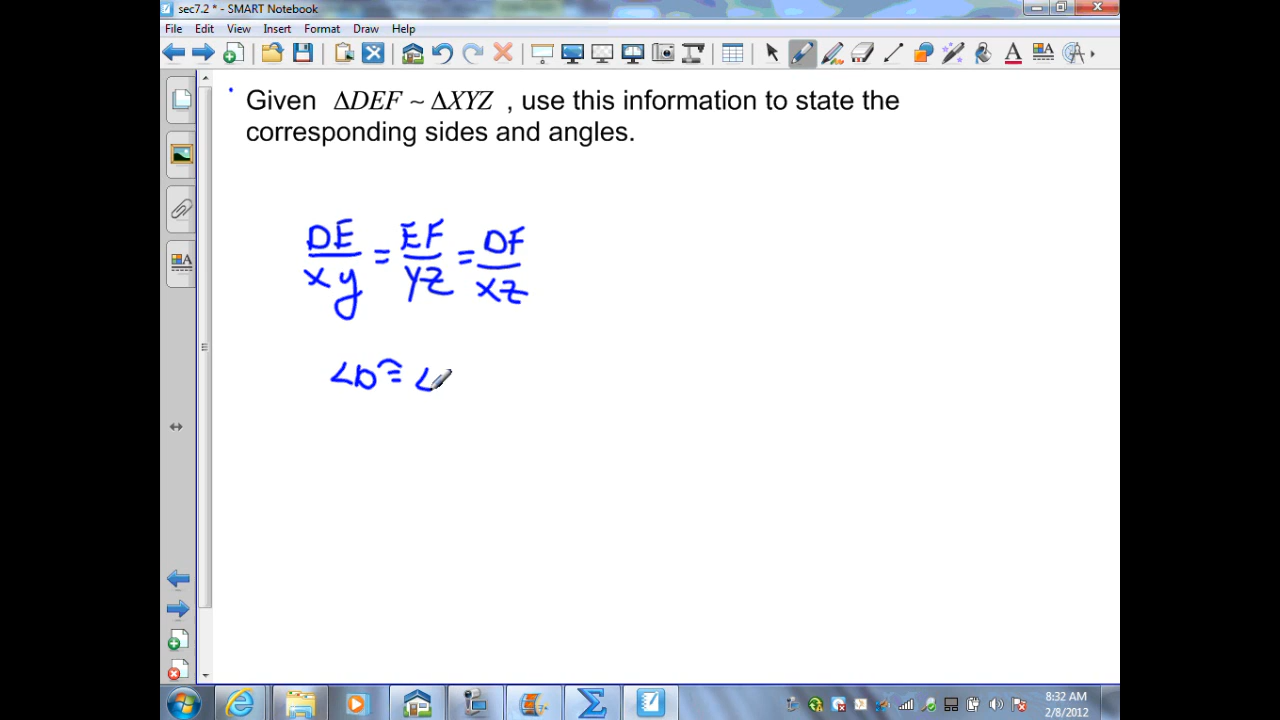 sec7.2 * - SMART Notebook
File Edit View Insert Format Draw Help
Given ΔDEF ~ ΔXYZ , use this information to state the
corresponding sides and angles.
DE/xy = EF/YZ = DF/XZ
∠D ≅ ∠
8:32 AM
2/8/2012